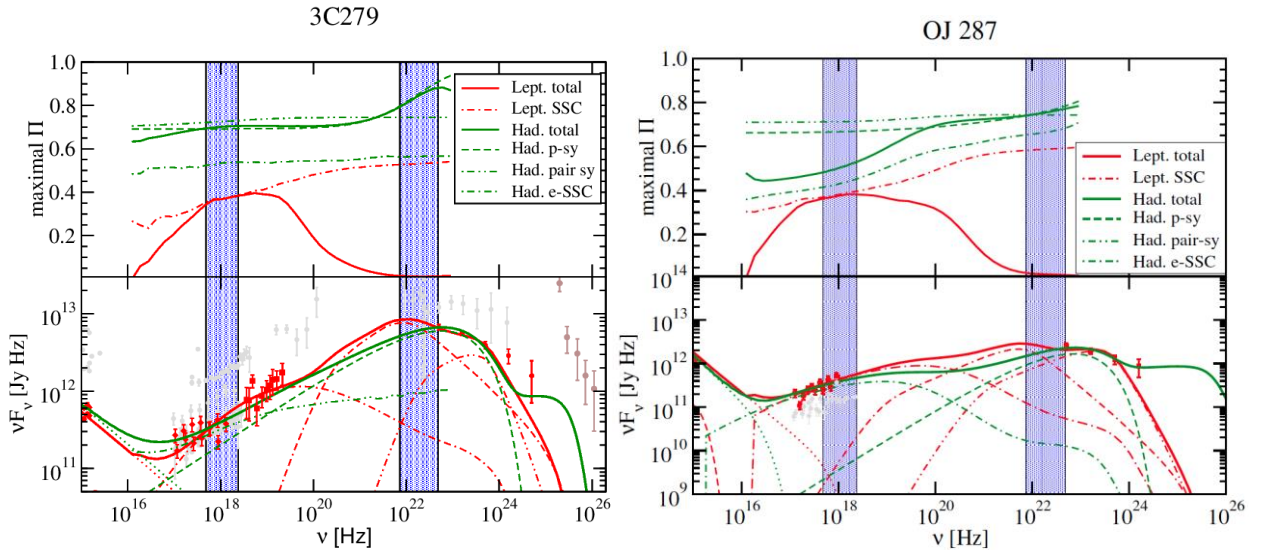 3C279
OJ 287
maximal Π
1.0
0.8
0.6
0.4
0.2
Lept. total
Lept. SSC
Had. total
Had. p-sy
Had. pair sy
Had. e-SSC
νFν [Jy Hz]
10^13
10^12
10^11
10^16
10^18
10^20
10^22
10^24
10^26
ν [Hz]
maximal Π
1.0
0.8
0.6
0.4
0.2
Lept. total
Lept. SSC
Had. total
Had. p-sy
Had. pair-sy
Had. e-SSC
νFν [Jy Hz]
10^14
10^13
10^12
10^11
10^10
10^9
10^16
10^18
10^20
10^22
10^24
10^26
ν [Hz]